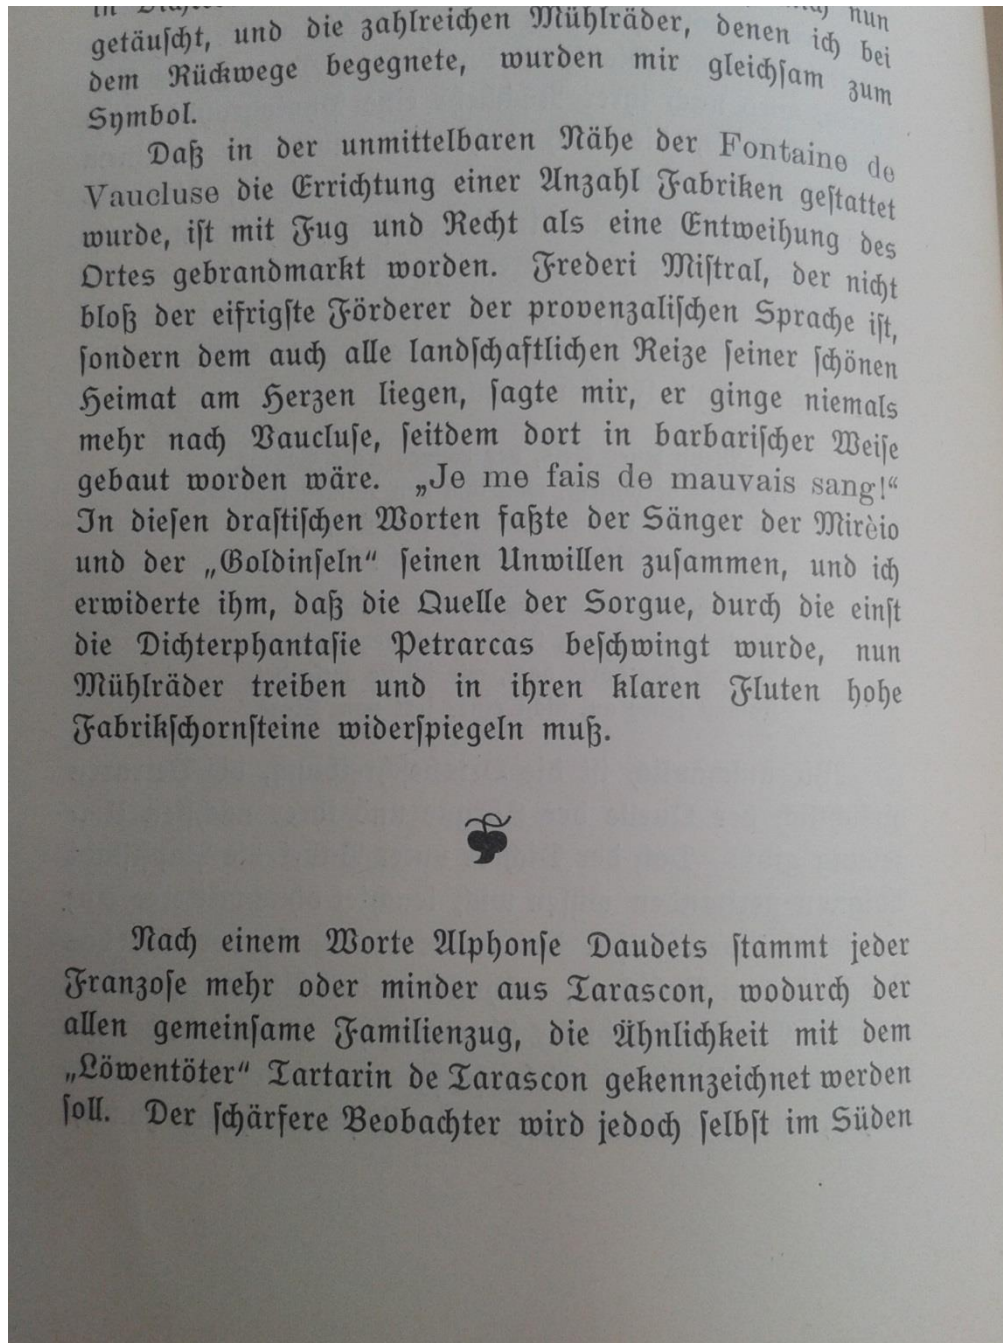 nun
getäuscht, und die zahlreichen Mühlräder, denen ich bei
dem Rückwege begegnete, wurden mir gleichsam zum
Symbol.
Daß in der unmittelbaren Nähe der Fontaine de
Vaucluse die Errichtung einer Anzahl Fabriken gestattet
wurde, ist mit Fug und Recht als eine Entweihung des
Ortes gebrandmarkt worden. Frederi Mistral, der nicht
bloß der eifrigste Förderer der provenzalischen Sprache ist,
sondern dem auch alle landschaftlichen Reize seiner schönen
Heimat am Herzen liegen, sagte mir, er ginge niemals
mehr nach Vaucluse, seitdem dort in barbarischer Weise
gebaut worden wäre. „Je me fais de mauvais sang!“
In diesen drastischen Worten faßte der Sänger der Mirèio
und der „Goldinseln“ seinen Unwillen zusammen, und ich
erwiderte ihm, daß die Quelle der Sorgue, durch die einst
die Dichterphantasie Petrarcas beschwingt wurde, nun
Mühlräder treiben und in ihren klaren Fluten hohe
Fabrikschornsteine widerspiegeln muß.
Nach einem Worte Alphonse Daudets stammt jeder
Franzose mehr oder minder aus Tarascon, wodurch der
allen gemeinsame Familienzug, die Ähnlichkeit mit dem
„Löwentöter“ Tartarin de Tarascon gekennzeichnet werden
soll. Der schärfere Beobachter wird jedoch selbst im Süden